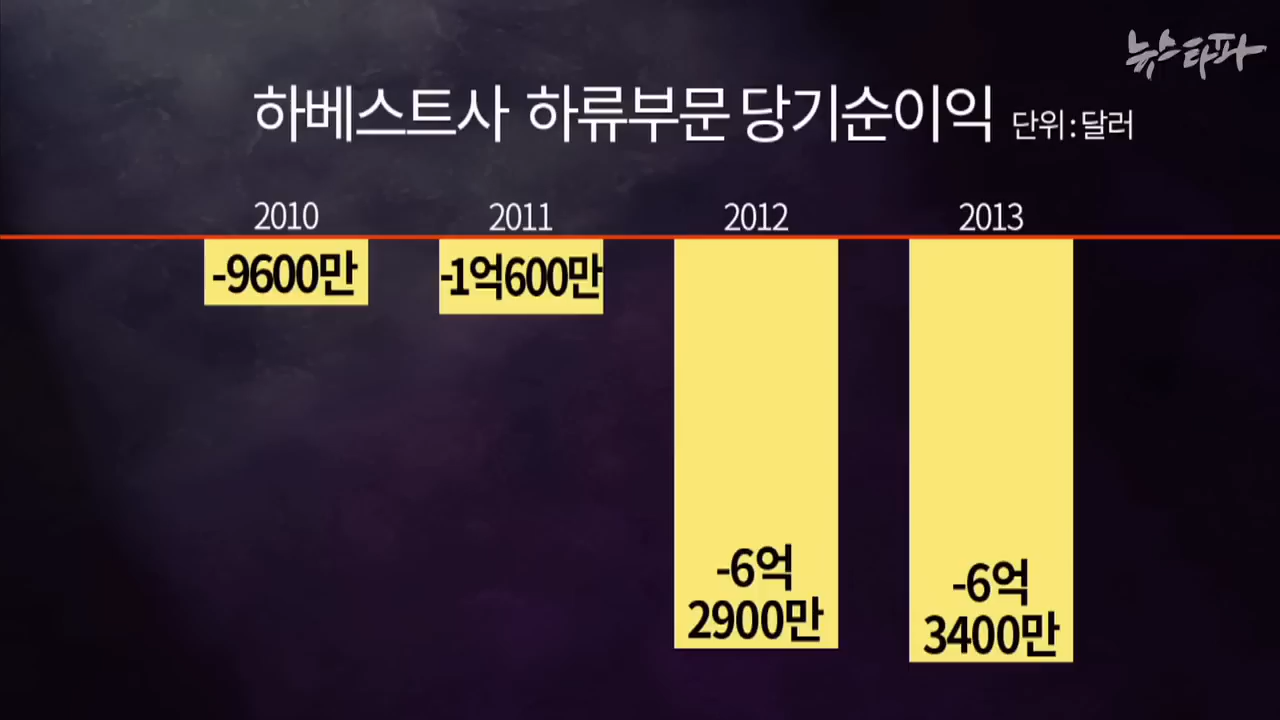 뉴스타파
하베스트사 하류부문 당기순이익 단위:달러
2010 2011 2012 2013
-9600만 -1억600만
-6억
2900만
-6억
3400만